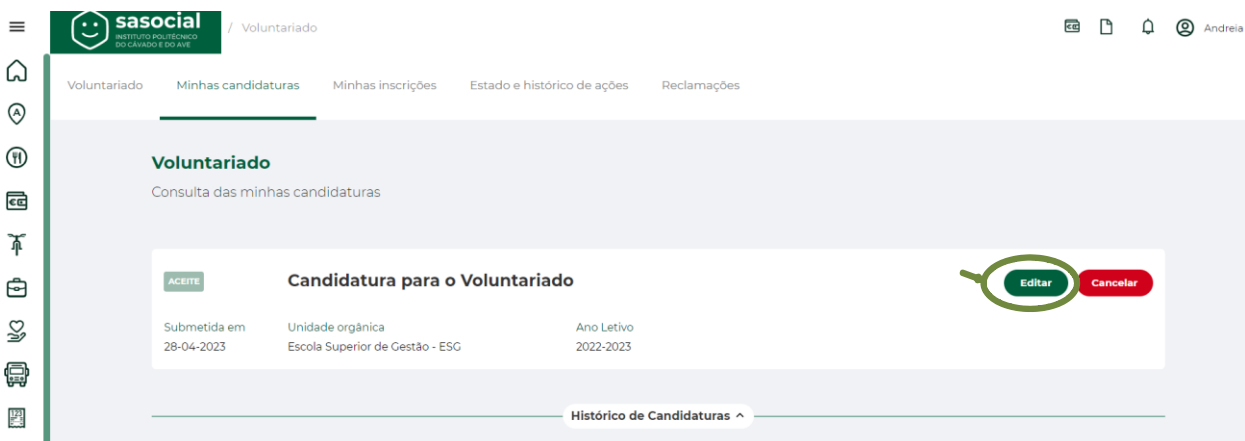 sasocial
INSTITUTO POLITÉCNICO
DO CÁVADO E DO AVE
/ Voluntariado
Andreia
Voluntariado
Minhas candidaturas
Minhas inscrições
Estado e histórico de ações
Reclamações
Voluntariado
Consulta das minhas candidaturas
ACEITE
Candidatura para o Voluntariado
Editar
Cancelar
Submetida em
Unidade orgânica
Ano Letivo
28-04-2023
Escola Superior de Gestão - ESG
2022-2023
Histórico de Candidaturas